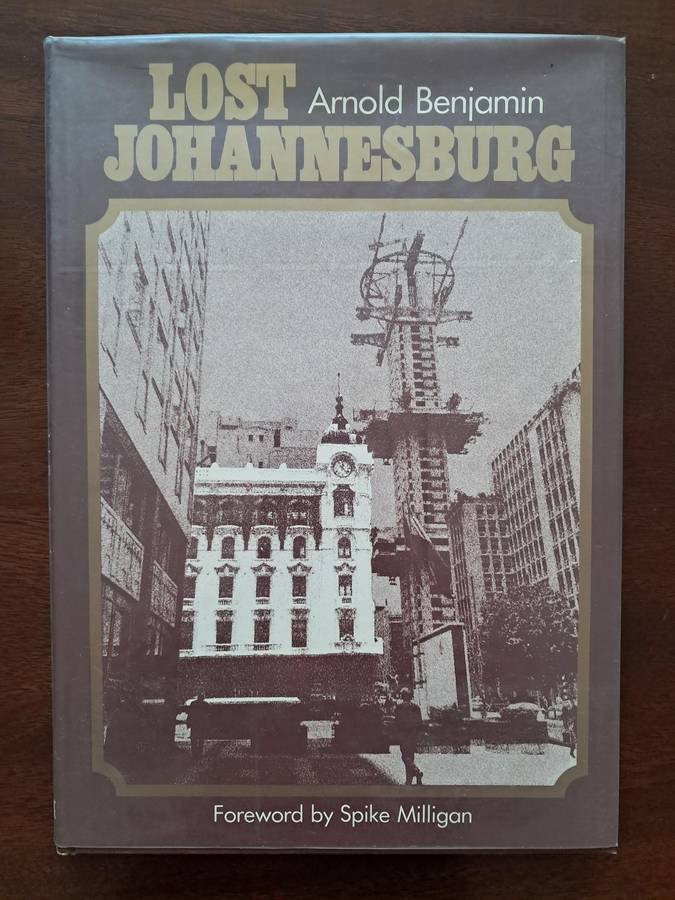 LOST Arnold Benjamin
JOHANNESBURG
Foreword by Spike Milligan